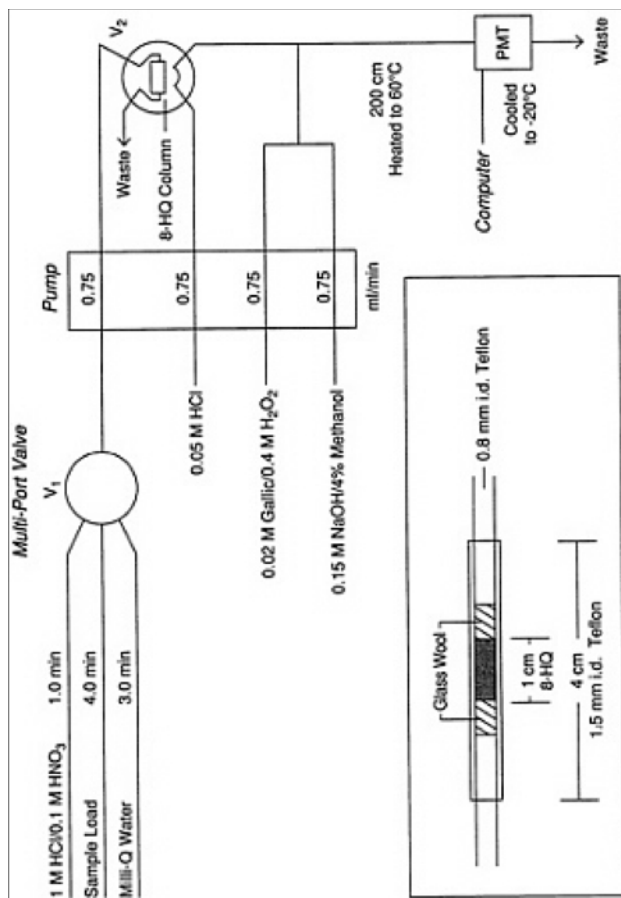 Multi-Port Valve
V1
1 M HCl/0.1 M HNO3
1.0 min
Sample Load
4.0 min
Milli-Q Water
3.0 min
Pump
0.75
0.75
0.75
0.75
ml/min
0.05 M HCl
0.02 M Gallic/0.4 M H2O2
0.15 M NaOH/4% Methanol
V2
Waste
8-HQ Column
200 cm
Heated to 60°C
PMT
Waste
Computer
Cooled
to -20°C
Glass Wool
0.8 mm i.d. Teflon
1 cm
8-HQ
4 cm
1.5 mm i.d. Teflon